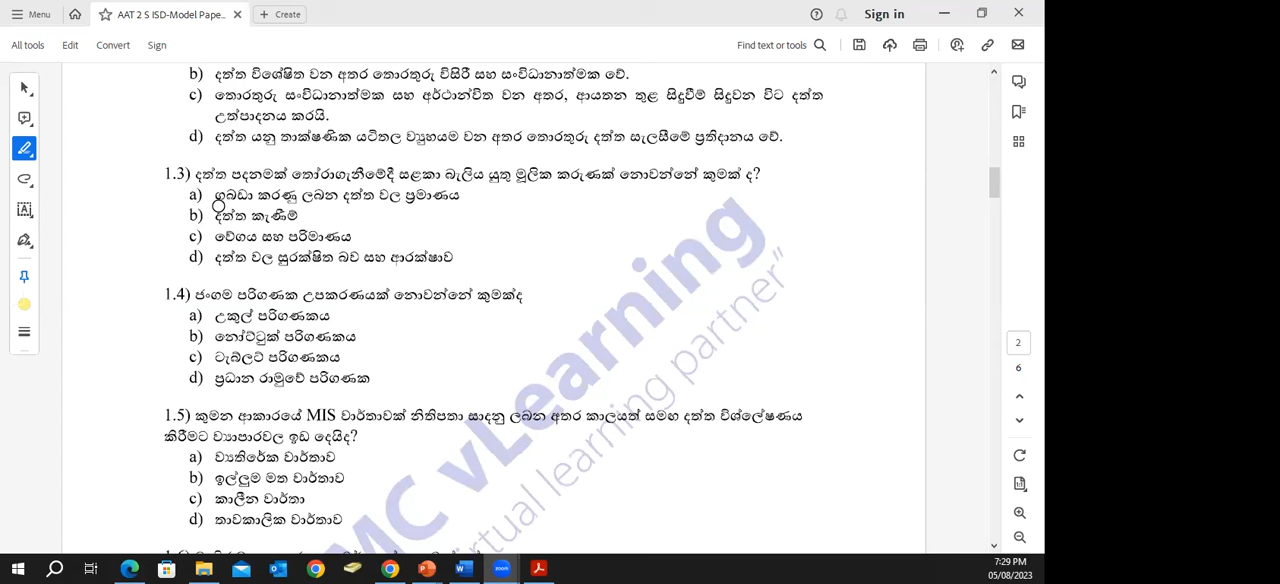 Menu
AAT 2 S ISD-Model Pape...
Create
Sign in
All tools
Edit
Convert
Sign
Find text or tools
b) දත්ත විශේෂිත වන අතර තොරතුරු විසිරී සහ සංවිධානාත්මක වේ.
c) තොරතුරු සංවිධානාත්මක සහ අර්ථාන්විත වන අතර, ආයතන තුළ සිදුවීම් සිදුවන විට දත්ත
උත්පාදනය කරයි.
d) දත්ත යනු තාක්ෂණික යටිතල ව්‍යුහයම වන අතර තොරතුරු දත්ත සැලසීමේ ප්‍රතිදානය වේ.
1.3) දත්ත පදනමක් තෝරාගැනීමේදී සළකා බැලිය යුතු මූලික කරුණක් නොවන්නේ කුමක් ද?
a) ගබඩා කරණු ලබන දත්ත වල ප්‍රමාණය
b) දත්ත කැණීම්
c) වේගය සහ පරිමාණය
d) දත්ත වල සුරක්ෂිත බව සහ ආරක්ෂාව
1.4) ජංගම පරිගණක උපකරණයක් නොවන්නේ කුමක්ද
a) උකුල් පරිගණකය
b) නෝට්ටුක් පරිගණකය
c) ටැබ්ලට් පරිගණකය
d) ප්‍රධාන රාමුවේ පරිගණක
1.5) කුමන ආකාරයේ MIS වාර්තාවක් නිතිපතා සාදනු ලබන අතර කාලයත් සමඟ දත්ත විශ්ලේෂණය
කිරීමට ව්‍යාපාරවල ඉඩ දෙයිද?
a) ව්‍යතිරේක වාර්තාව
b) ඉල්ලුම මත වාර්තාව
c) කාලීන වාර්තා
d) තාවකාලික වාර්තාව
MC vLearning
virtual learning partner"
2
6
7:29 PM
05/08/2023